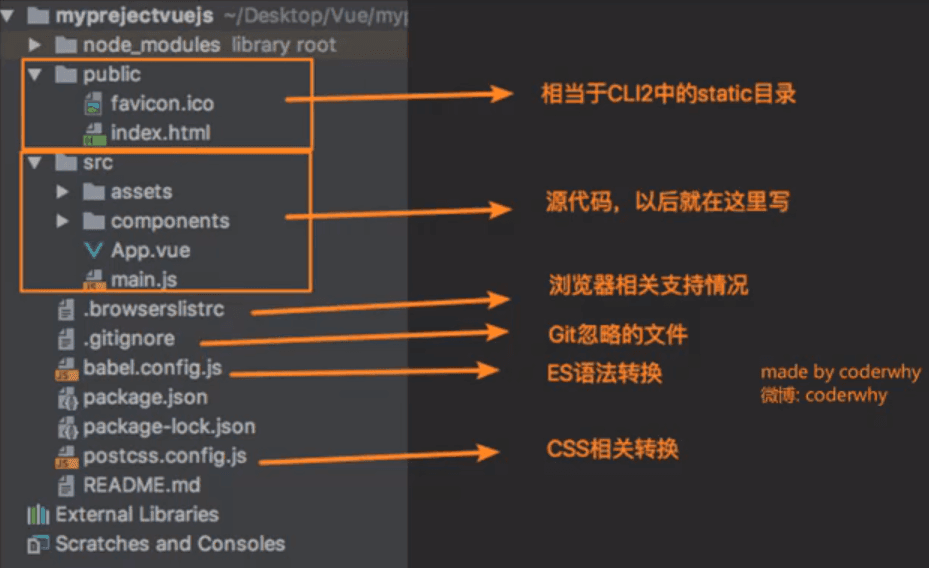 myprejectvuejs ~/Desktop/Vue/myp
node_modules library root
public
favicon.ico
相当于CLI2中的static目录
index.html
src
assets
源代码，以后就在这里写
components
App.vue
main.js
浏览器相关支持情况
.browserslistrc
Git忽略的文件
.gitignore
babel.config.js
ES语法转换
made by coderwhy
package.json
微博: coderwhy
package-lock.json
postcss.config.js
CSS相关转换
README.md
External Libraries
Scratches and Consoles